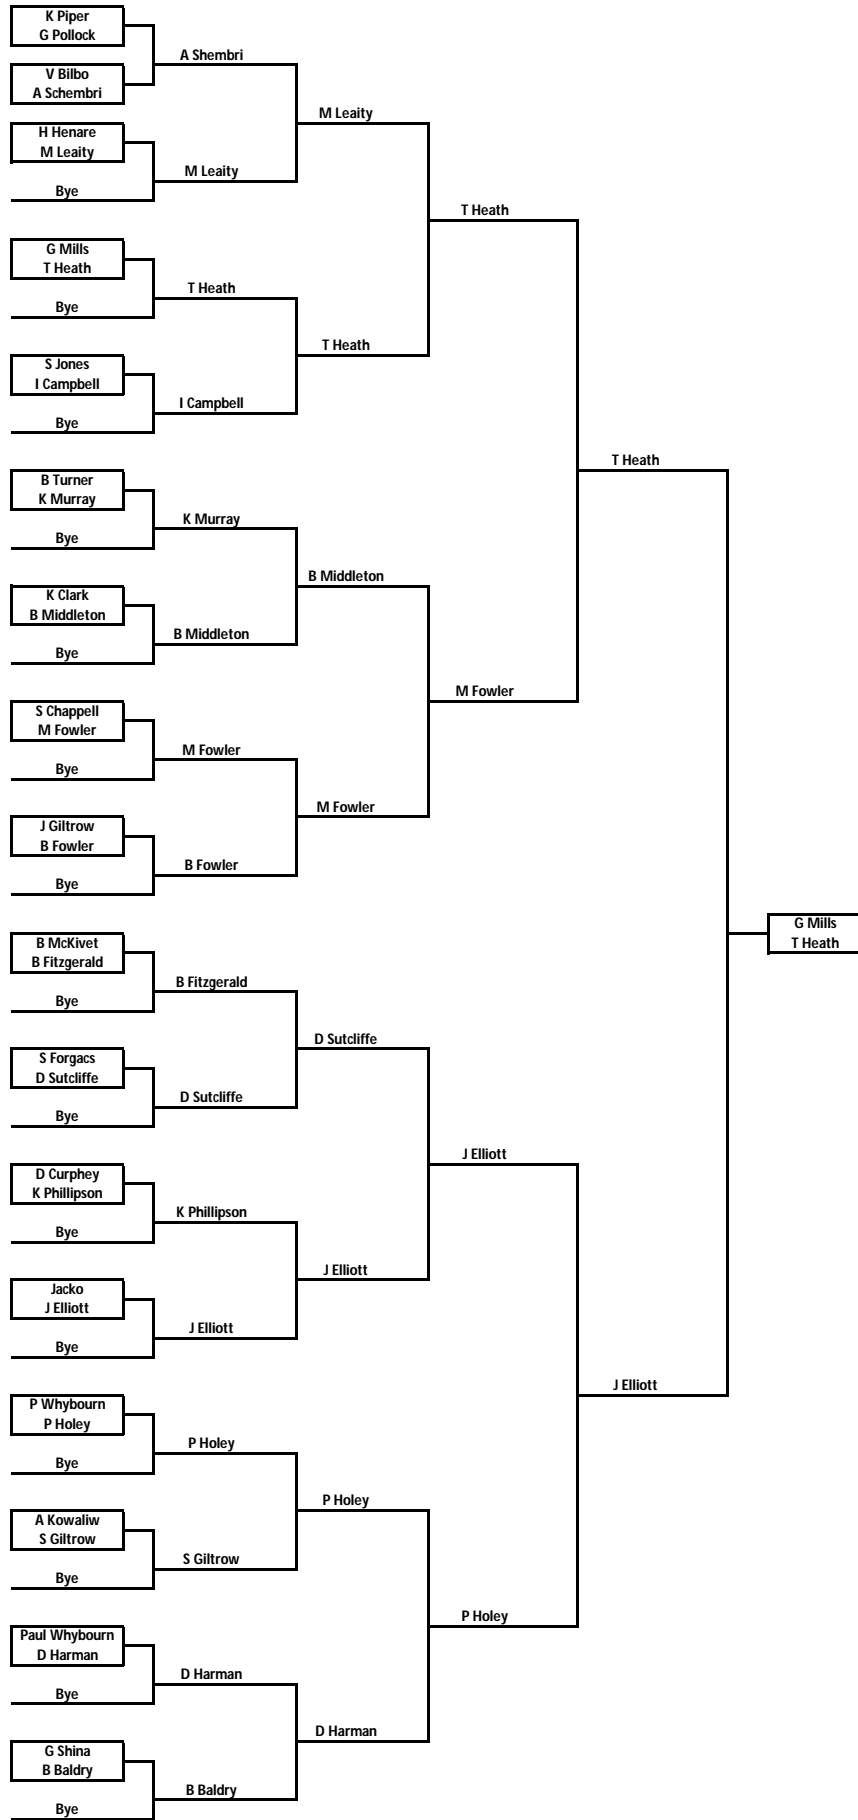 K Piper
G Pollock
A Shembri
V Bilbo
A Schembri
M Leaity
H Henare
M Leaity
M Leaity
Bye
T Heath
G Mills
T Heath
T Heath
Bye
T Heath
S Jones
I Campbell
I Campbell
Bye
T Heath
B Turner
K Murray
K Murray
Bye
B Middleton
K Clark
B Middleton
B Middleton
Bye
M Fowler
S Chappell
M Fowler
M Fowler
Bye
M Fowler
J Giltrow
B Fowler
B Fowler
Bye
G Mills
T Heath
B McKivet
B Fitzgerald
B Fitzgerald
Bye
D Sutcliffe
S Forgacs
D Sutcliffe
D Sutcliffe
Bye
J Elliott
D Curphey
K Phillipson
K Phillipson
Bye
J Elliott
Jacko
J Elliott
J Elliott
Bye
J Elliott
P Whybourn
P Holey
P Holey
Bye
P Holey
A Kowaliw
S Giltrow
S Giltrow
Bye
P Holey
Paul Whybourn
D Harman
D Harman
Bye
D Harman
G Shina
B Baldry
B Baldry
Bye